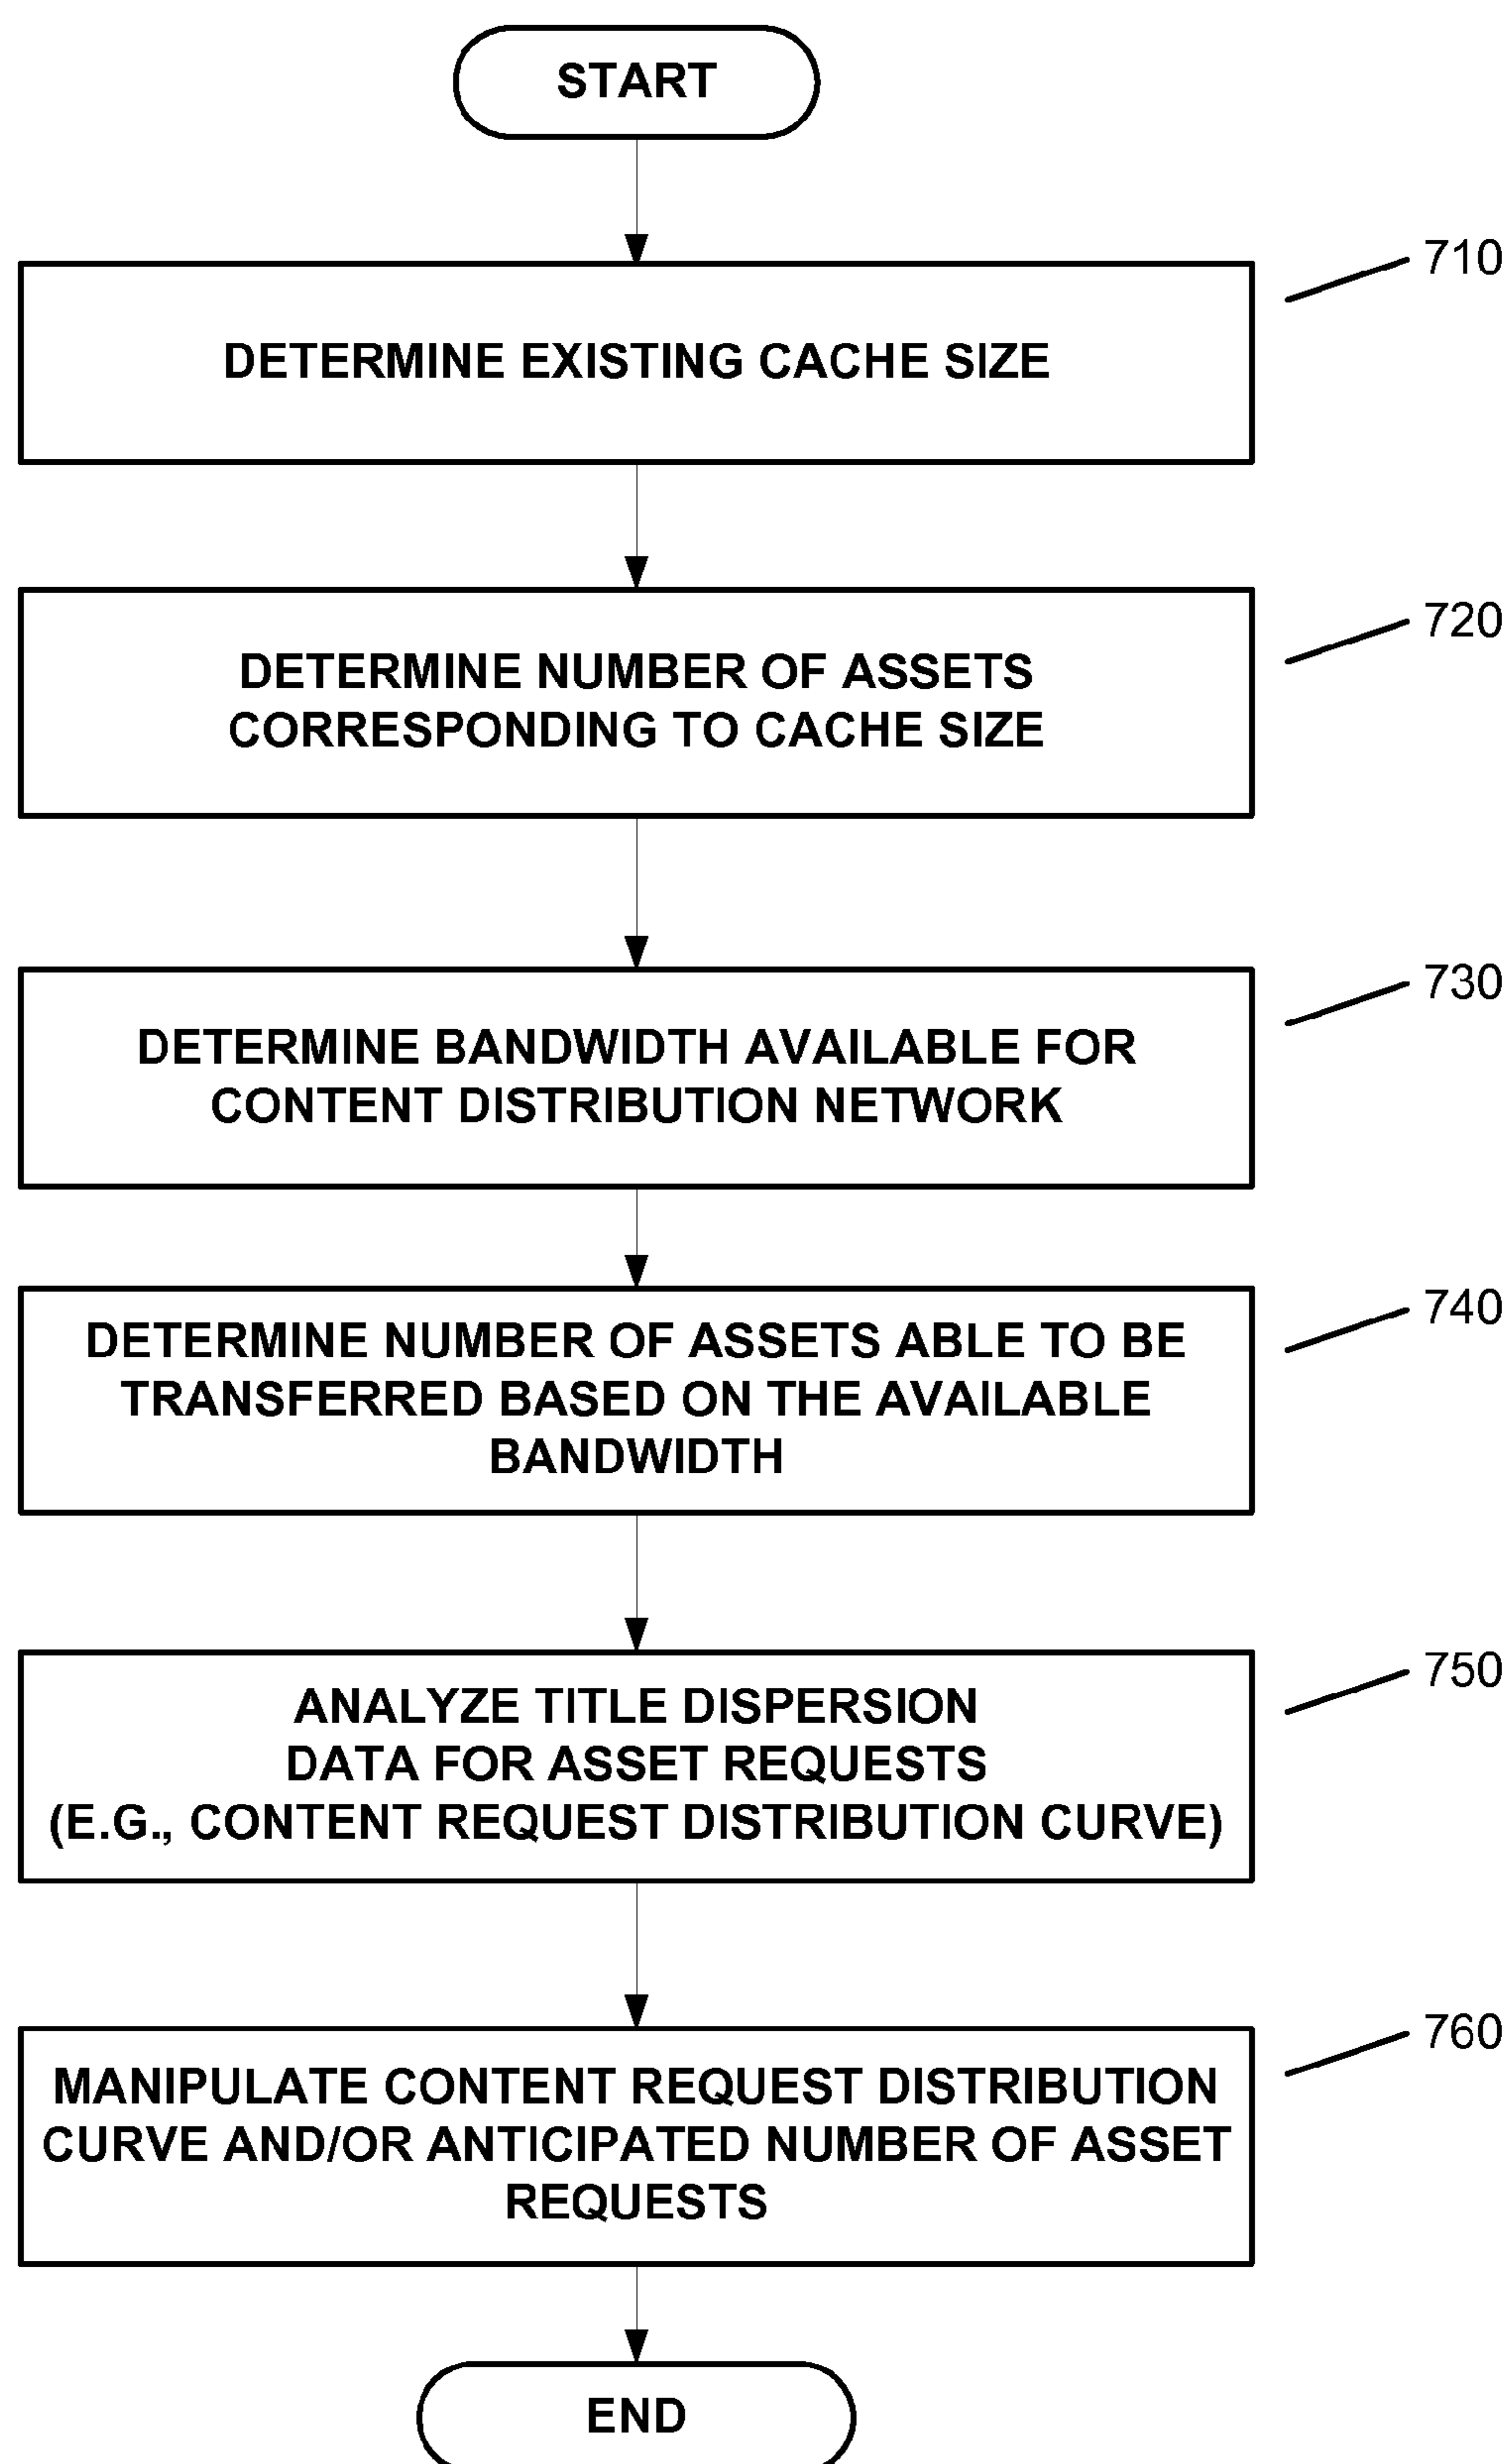 START
710
DETERMINE EXISTING CACHE SIZE
720
DETERMINE NUMBER OF ASSETS
CORRESPONDING TO CACHE SIZE
730
DETERMINE BANDWIDTH AVAILABLE FOR
CONTENT DISTRIBUTION NETWORK
740
DETERMINE NUMBER OF ASSETS ABLE TO BE
TRANSFERRED BASED ON THE AVAILABLE
BANDWIDTH
750
ANALYZE TITLE DISPERSION
DATA FOR ASSET REQUESTS
(E.G., CONTENT REQUEST DISTRIBUTION CURVE)
760
MANIPULATE CONTENT REQUEST DISTRIBUTION
CURVE AND/OR ANTICIPATED NUMBER OF ASSET
REQUESTS
END